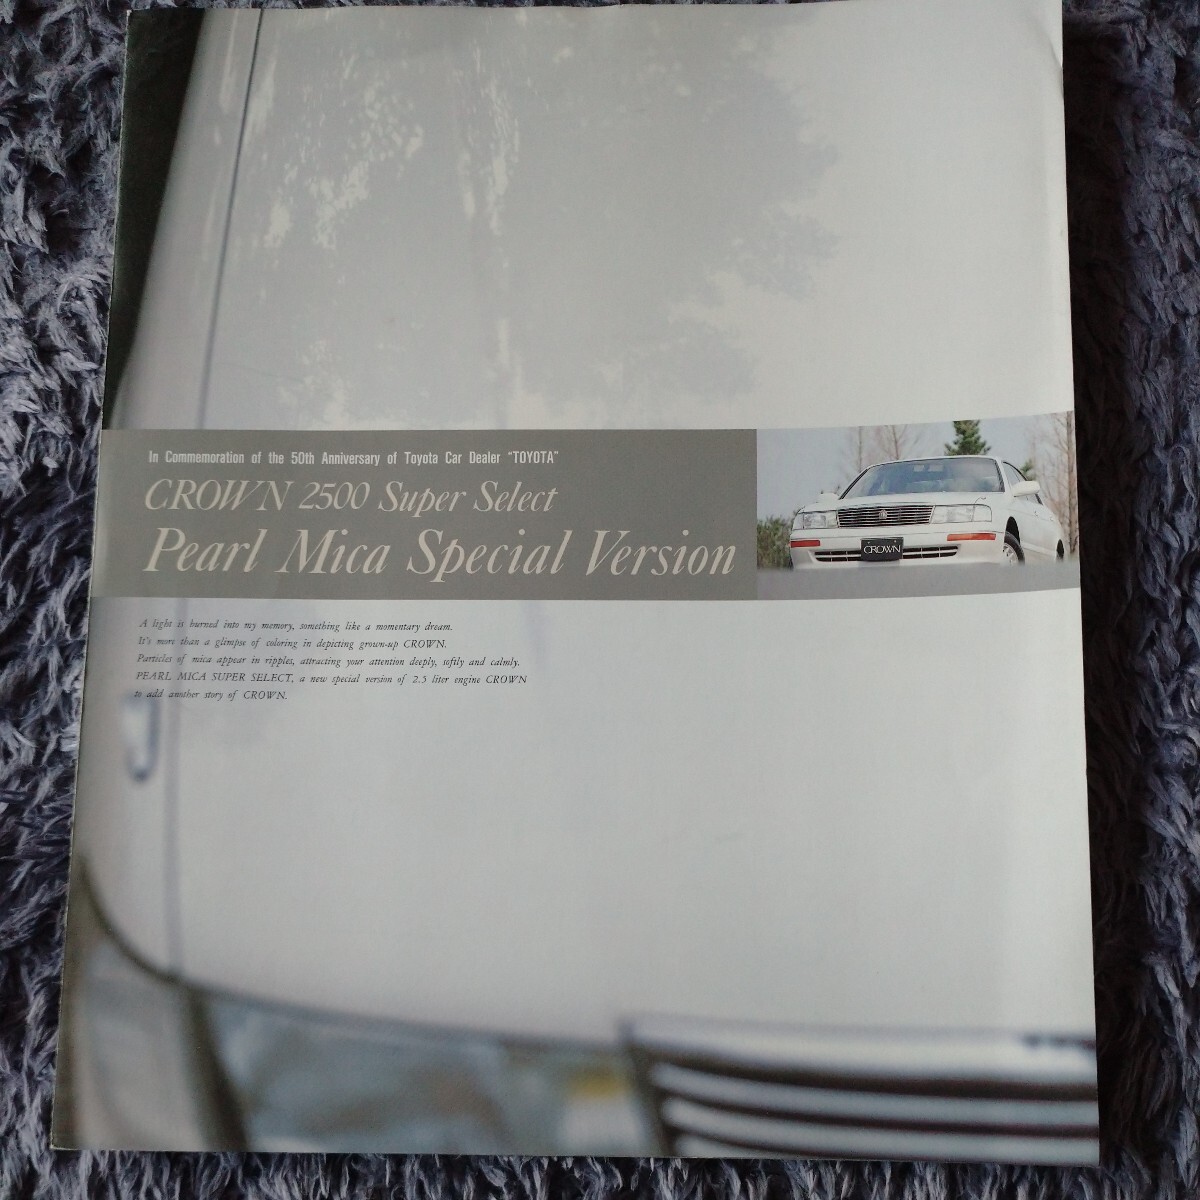 In Commemoration of the 50th Anniversary of Toyota Car Dealer "TOYOTA"
CROWN 2500 Super Select
Pearl Mica Special Version
CROWN
A light is burned into my memory, something like a momentary dream.
It's more than a glimpse of coloring in depicting grown-up CROWN.
Particles of mica appear in ripples, attracting your attention deeply, softly and calmly.
PEARL MICA SUPER SELECT, a new special version of 2.5 liter engine CROWN
to add another story of CROWN.